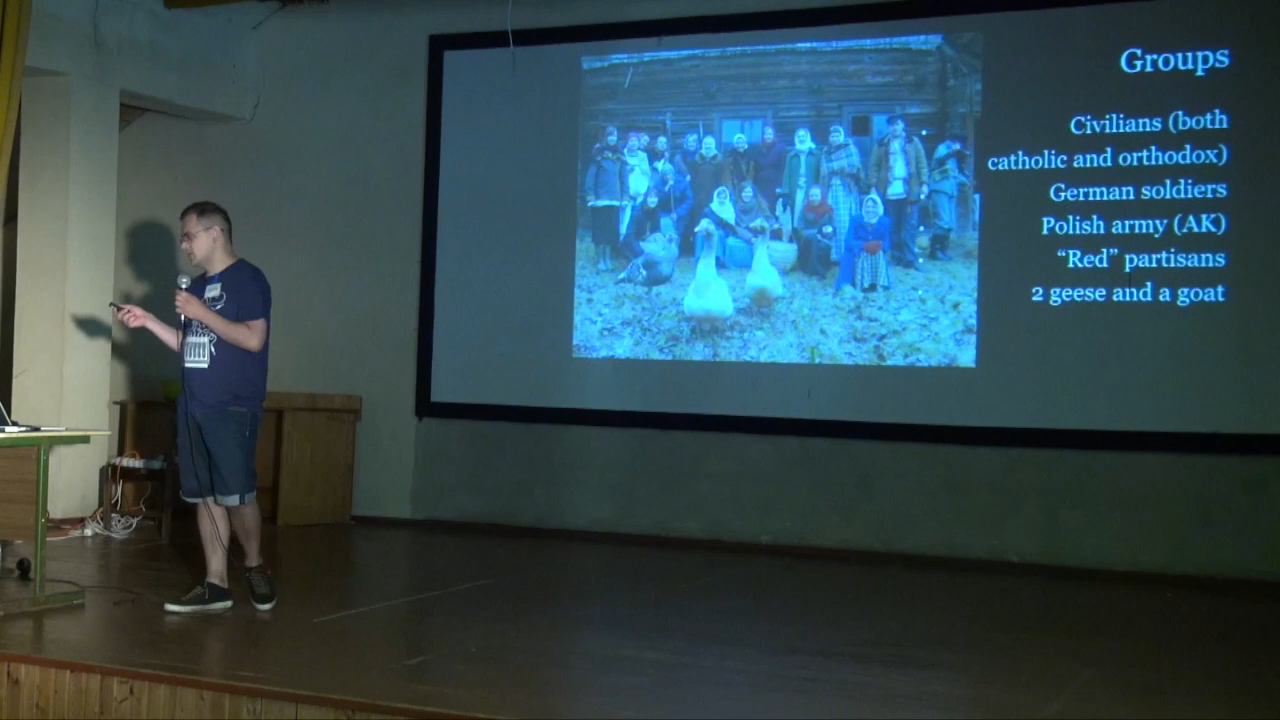 Groups
Civilians (both
catholic and orthodox)
German soldiers
Polish army (AK)
“Red” partisans
2 geese and a goat